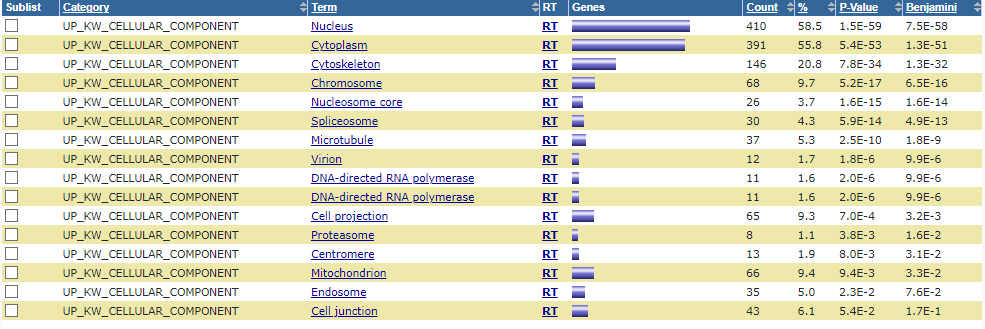 Sublist Category Term RT Genes Count % P-Value Benjamini
UP_KW_CELLULAR_COMPONENT Nucleus RT 410 58.5 1.5E-59 7.5E-58
UP_KW_CELLULAR_COMPONENT Cytoplasm RT 391 55.8 5.4E-53 1.3E-51
UP_KW_CELLULAR_COMPONENT Cytoskeleton RT 146 20.8 7.8E-34 1.3E-32
UP_KW_CELLULAR_COMPONENT Chromosome RT 68 9.7 5.2E-17 6.5E-16
UP_KW_CELLULAR_COMPONENT Nucleosome core RT 26 3.7 1.6E-15 1.6E-14
UP_KW_CELLULAR_COMPONENT Spliceosome RT 30 4.3 5.9E-14 4.9E-13
UP_KW_CELLULAR_COMPONENT Microtubule RT 37 5.3 2.5E-10 1.8E-9
UP_KW_CELLULAR_COMPONENT Virion RT 12 1.7 1.8E-6 9.9E-6
UP_KW_CELLULAR_COMPONENT DNA-directed RNA polymerase RT 11 1.6 2.0E-6 9.9E-6
UP_KW_CELLULAR_COMPONENT DNA-directed RNA polymerase RT 11 1.6 2.0E-6 9.9E-6
UP_KW_CELLULAR_COMPONENT Cell projection RT 65 9.3 7.0E-4 3.2E-3
UP_KW_CELLULAR_COMPONENT Proteasome RT 8 1.1 3.8E-3 1.6E-2
UP_KW_CELLULAR_COMPONENT Centromere RT 13 1.9 8.0E-3 3.1E-2
UP_KW_CELLULAR_COMPONENT Mitochondrion RT 66 9.4 9.4E-3 3.3E-2
UP_KW_CELLULAR_COMPONENT Endosome RT 35 5.0 2.3E-2 7.6E-2
UP_KW_CELLULAR_COMPONENT Cell junction RT 43 6.1 5.4E-2 1.7E-1